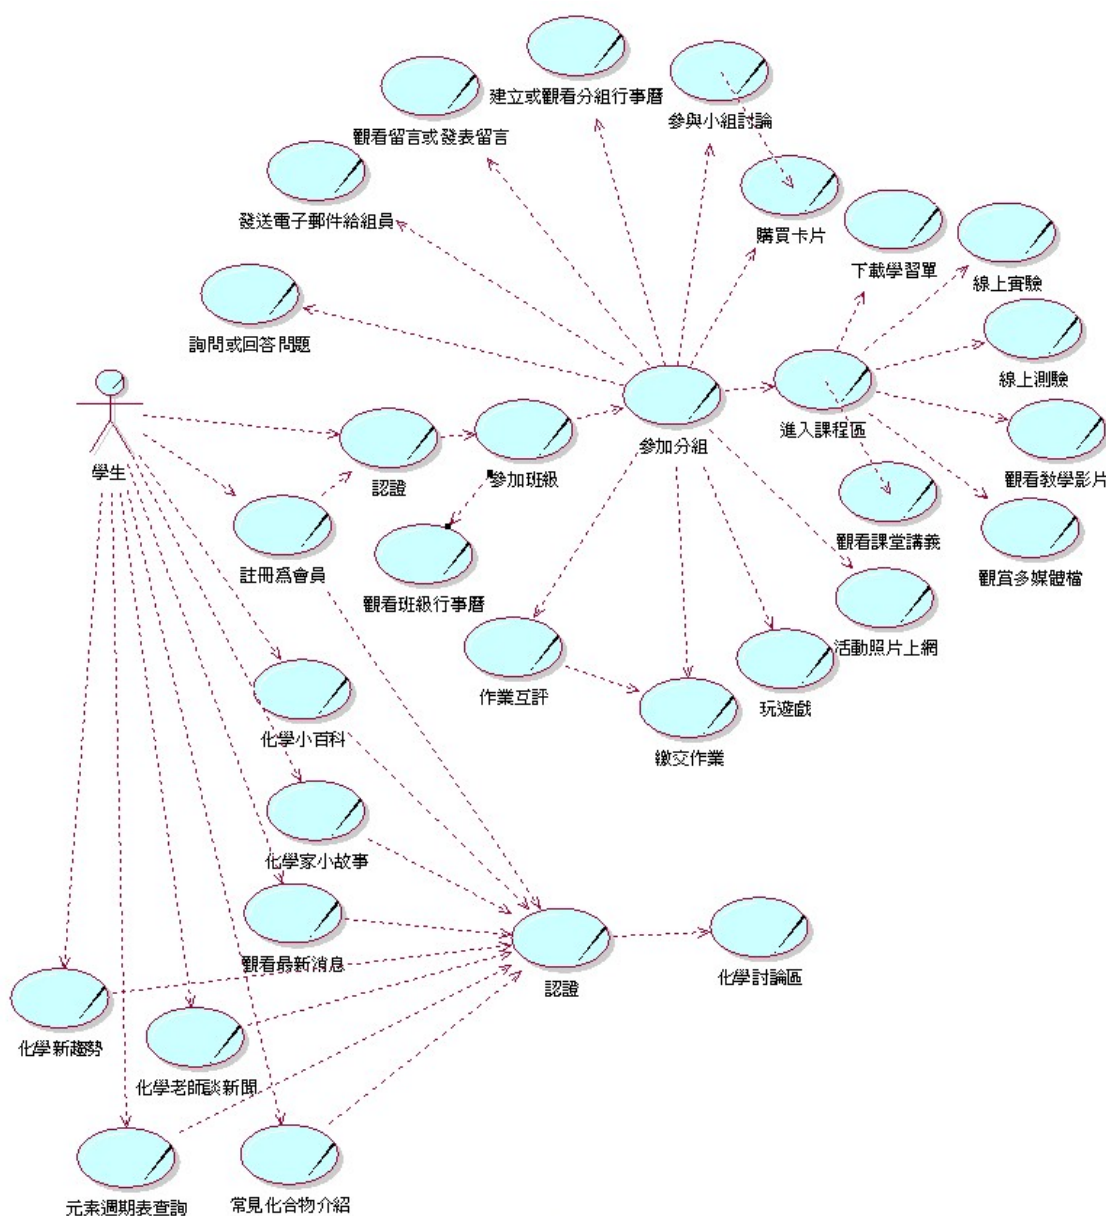 建立或觀看分組行事曆
參與小組討論
觀看留言或發表留言
發送電子郵件給組員
購買卡片
下載學習單
線上實驗
詢問或回答問題
線上測驗
進入課程區
參加分組
學生
認證
參加班級
觀看教學影片
觀看課堂講義
註冊為會員
觀看班級行事曆
觀賞多媒體檔
活動照片上網
作業互評
玩遊戲
化學小百科
繳交作業
化學家小故事
觀看最新消息
認證
化學討論區
化學新趨勢
化學老師談新聞
元素週期表查詢
常見化合物介紹